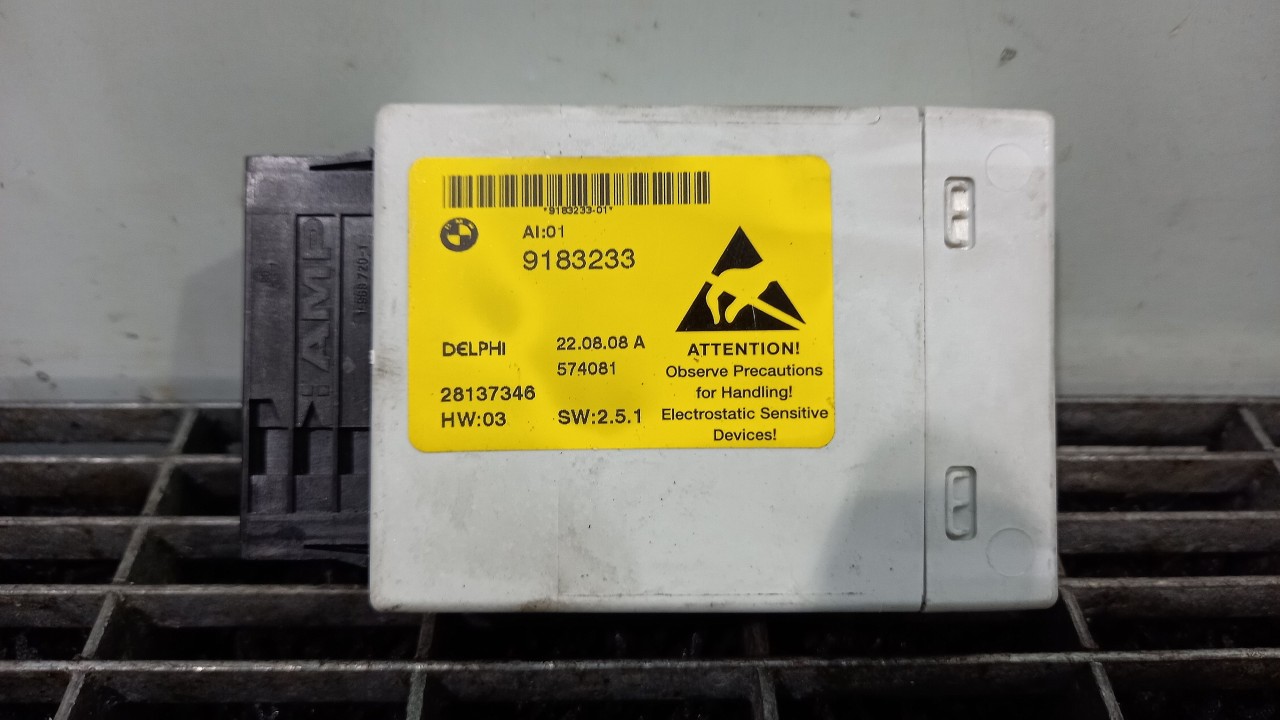 *9183233-01*
BMW
AI:01
9183233
DELPHI
22.08.08 A
574081
28137346
HW:03
SW:2.5.1
ATTENTION!
Observe Precautions
for Handling!
Electrostatic Sensitive
Devices!
AMP